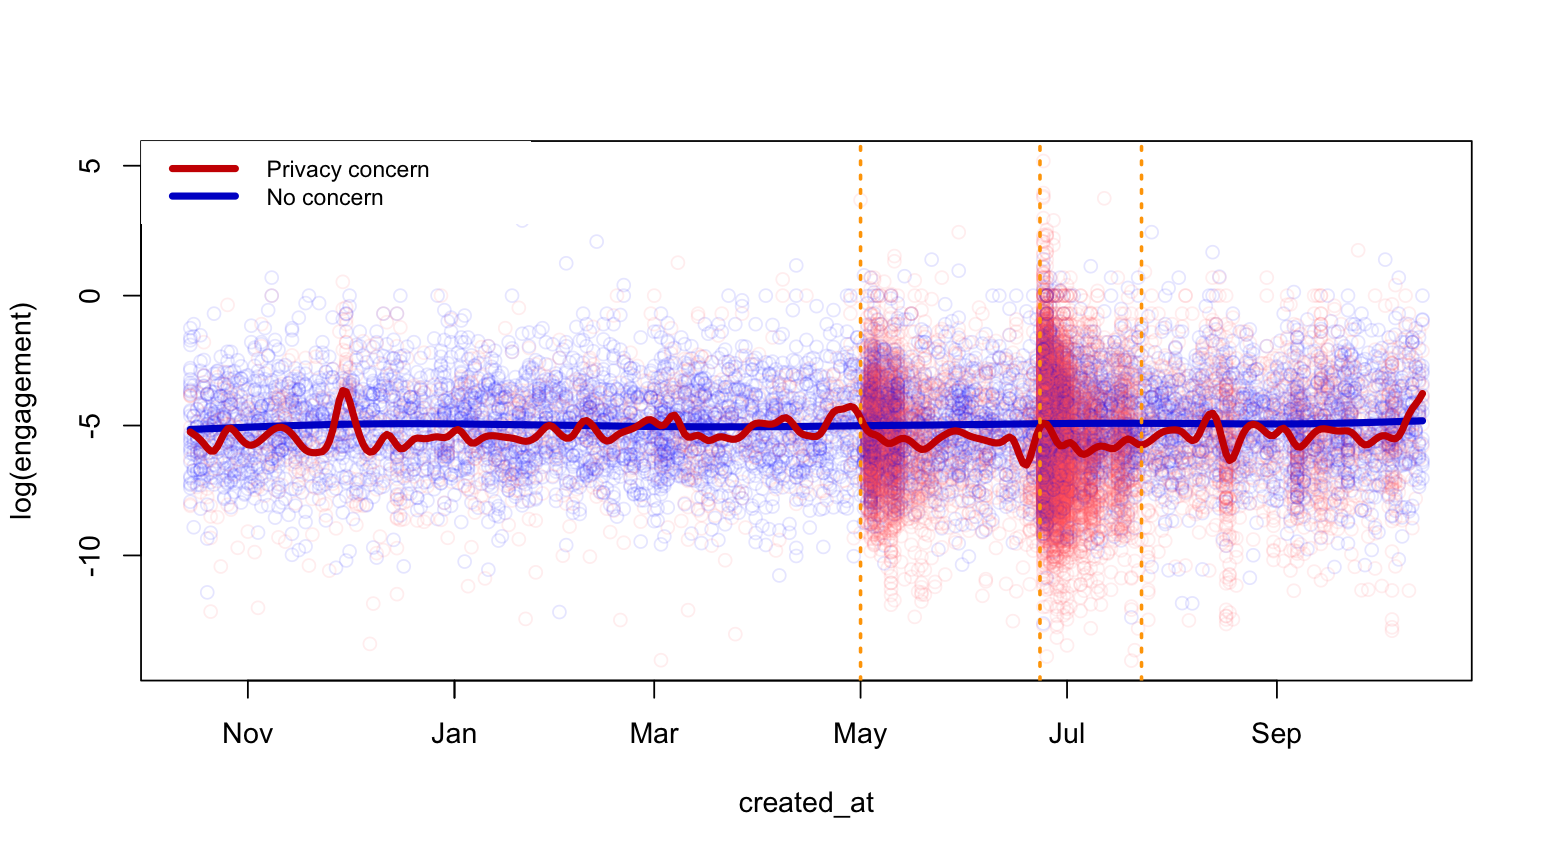 Privacy concern
No concern
5
0
-5
-10
log(engagement)
Nov Jan Mar May Jul Sep
created_at